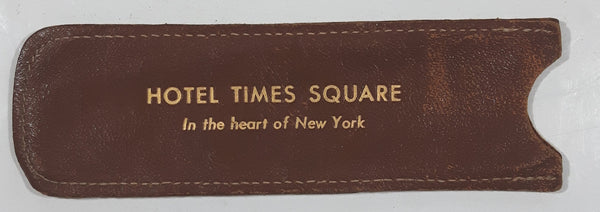 HOTEL TIMES SQUARE
In the heart of New York